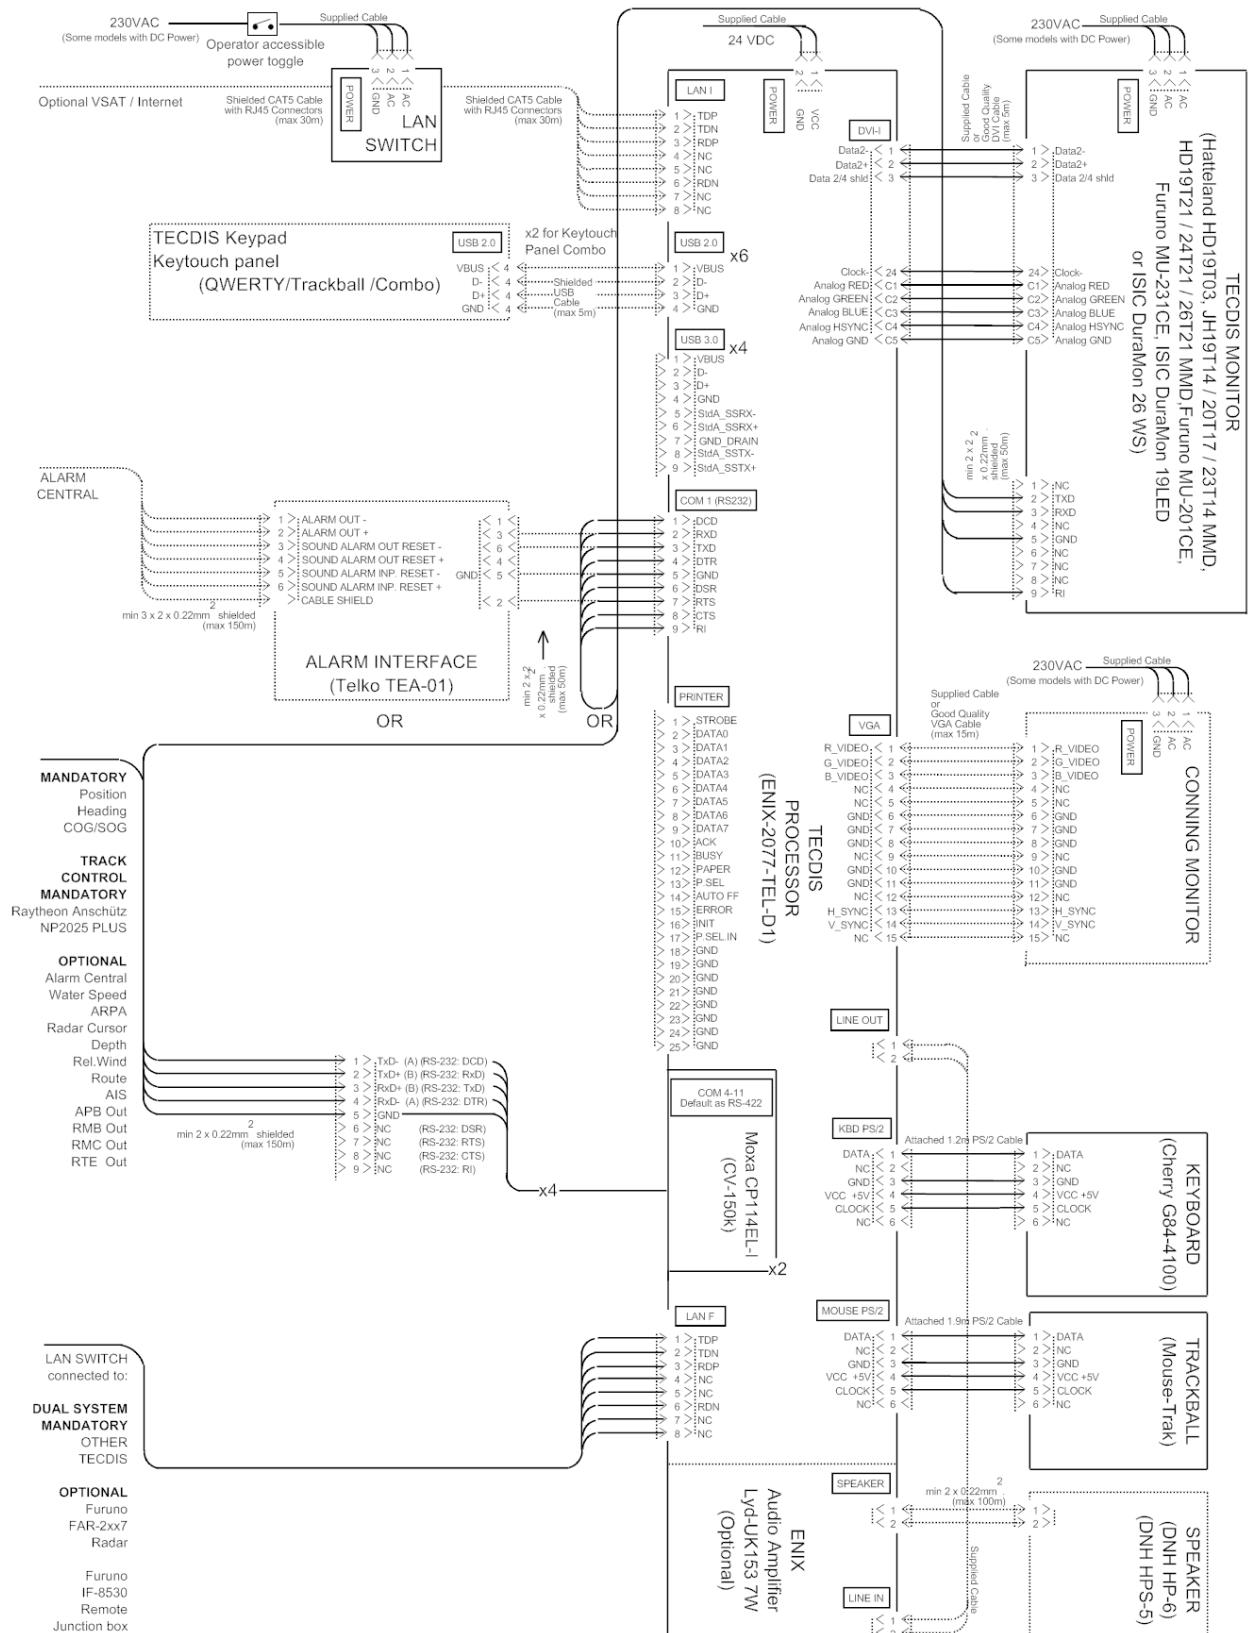 230VAC
(Some models with DC Power)
Supplied Cable
Operator accessible
power toggle
3 2 1
GND AC AC
POWER
LAN
SWITCH
Optional VSAT / Internet
Shielded CAT5 Cable
with RJ45 Connectors
(max 30m)
Shielded CAT5 Cable
with RJ45 Connectors
(max 30m)
Supplied Cable
24 VDC
2 1
GND VCC
POWER
LAN I
1 TDP
2 TDN
3 RDP
4 NC
5 NC
6 RDN
7 NC
8 NC
TECDIS Keypad
Keytouch panel
(QWERTY/Trackball /Combo)
USB 2.0
VBUS 4
D- 4
D+ 4
GND 4
x2 for Keytouch
Panel Combo
Shielded
USB
Cable
(max 5m)
USB 2.0
x6
1 VBUS
2 D-
3 D+
4 GND
USB 3.0
x4
1 VBUS
2 D-
3 D+
4 GND
5 StdA_SSRX-
6 StdA_SSRX+
7 GND_DRAIN
8 StdA_SSTX-
9 StdA_SSTX+
DVI-I
Data2- 1
Data2+ 2
Data 2/4 shld 3
Clock- 24
Analog RED C1
Analog GREEN C2
Analog BLUE C3
Analog HSYNC C4
Analog GND C5
Supplied Cable
or
Good Quality
DVI Cable
(max 5m)
230VAC
(Some models with DC Power)
Supplied Cable
3 2 1
GND AC AC
POWER
1 Data2-
2 Data2+
3 Data 2/4 shld
24 Clock-
C1 Analog RED
C2 Analog GREEN
C3 Analog BLUE
C4 Analog HSYNC
C5 Analog GND
TECDIS MONITOR
(Hatteland HD19T03, JH19T14 / 20T17 / 23T14 MMD,
HD19T21 / 24T21 / 26T21 MMD,Furuno MU-201CE,
Furuno MU-231CE, ISIC DuraMon 19LED
or ISIC DuraMon 26 WS)
min 2 x 2 2
x 0.22mm
shielded
(max 50m)
1 NC
2 TXD
3 RXD
4 NC
5 GND
6 NC
7 NC
8 NC
9 RI
ALARM
CENTRAL
1 ALARM OUT -
2 ALARM OUT +
3 SOUND ALARM OUT RESET -
4 SOUND ALARM OUT RESET +
5 SOUND ALARM INP. RESET -
6 SOUND ALARM INP. RESET +
CABLE SHIELD
1
3
6
4
GND 5
2
2
min 3 x 2 x 0.22mm shielded
(max 150m)
ALARM INTERFACE
(Telko TEA-01)
min 2 x 2 2
x 0.22mm
shielded
(max 50m)
OR
OR
COM 1 (RS232)
1 DCD
2 RXD
3 TXD
4 DTR
5 GND
6 DSR
7 RTS
8 CTS
9 RI
PRINTER
1 STROBE
2 DATA0
3 DATA1
4 DATA2
5 DATA3
6 DATA4
7 DATA5
8 DATA6
9 DATA7
10 ACK
11 BUSY
12 PAPER
13 P.SEL
14 AUTO FF
15 ERROR
16 INIT
17 P.SEL.IN
18 GND
19 GND
20 GND
21 GND
22 GND
23 GND
24 GND
25 GND
TECDIS
PROCESSOR
(ENIX-2077-TEL-D1)
VGA
R_VIDEO 1
G_VIDEO 2
B_VIDEO 3
NC 4
NC 5
GND 6
GND 7
GND 8
NC 9
GND 10
GND 11
NC 12
H_SYNC 13
V_SYNC 14
NC 15
Supplied Cable
or
Good Quality
VGA Cable
(max 15m)
230VAC
(Some models with DC Power)
Supplied Cable
3 2 1
GND AC AC
POWER
1 R_VIDEO
2 G_VIDEO
3 B_VIDEO
4 NC
5 NC
6 GND
7 GND
8 GND
9 NC
10 GND
11 GND
12 NC
13 H_SYNC
14 V_SYNC
15 NC
CONNING MONITOR
MANDATORY
Position
Heading
COG/SOG
TRACK
CONTROL
MANDATORY
Raytheon Anschütz
NP2025 PLUS
OPTIONAL
Alarm Central
Water Speed
ARPA
Radar Cursor
Depth
Rel.Wind
Route
AIS
APB Out
RMB Out
RMC Out
RTE Out
2
min 2 x 0.22mm shielded
(max 150m)
1 TxD- (A) (RS-232: DCD)
2 TxD+ (B) (RS-232: RxD)
3 RxD+ (B) (RS-232: TxD)
4 RxD- (A) (RS-232: DTR)
5 GND
6 NC (RS-232: DSR)
7 NC (RS-232: RTS)
8 NC (RS-232: CTS)
9 NC (RS-232: RI)
x4
COM 4-11
Default as RS-422
Moxa CP114EL-I
(CV-150k)
x2
LINE OUT
1
2
KBD PS/2
DATA 1
NC 2
GND 3
VCC +5V 4
CLOCK 5
NC 6
Attached 1.2m PS/2 Cable
1 DATA
2 NC
3 GND
4 VCC +5V
5 CLOCK
6 NC
KEYBOARD
(Cherry G84-4100)
LAN F
1 TDP
2 TDN
3 RDP
4 NC
5 NC
6 RDN
7 NC
8 NC
MOUSE PS/2
DATA 1
NC 2
GND 3
VCC +5V 4
CLOCK 5
NC 6
Attached 1.9m PS/2 Cable
1 DATA
2 NC
3 GND
4 VCC +5V
5 CLOCK
6 NC
TRACKBALL
(Mouse-Trak)
LAN SWITCH
connected to:
DUAL SYSTEM
MANDATORY
OTHER
TECDIS
OPTIONAL
Furuno
FAR-2xx7
Radar
Furuno
IF-8530
Remote
Junction box
ENIX
Audio Amplifier
Lyd-UK153 7W
(Optional)
SPEAKER
1
2
2
min 2 x 0.22mm
(max 100m)
1
2
SPEAKER
(DNH HP-6)
(DNH HPS-5)
Supplied Cable
LINE IN
1
2